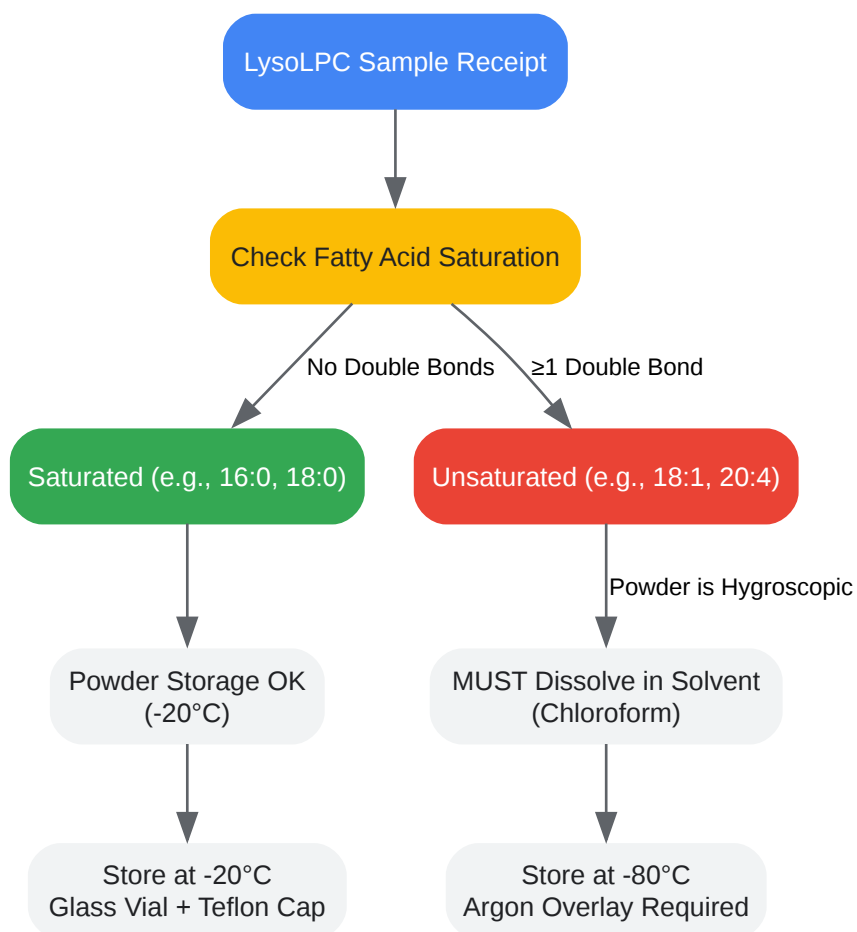 LysoLPC Sample Receipt
Check Fatty Acid Saturation
No Double Bonds
≥1 Double Bond
Saturated (e.g., 16:0, 18:0)
Unsaturated (e.g., 18:1, 20:4)
Powder is Hygroscopic
Powder Storage OK
(-20°C)
MUST Dissolve in Solvent
(Chloroform)
Store at -20°C
Glass Vial + Teflon Cap
Store at -80°C
Argon Overlay Required